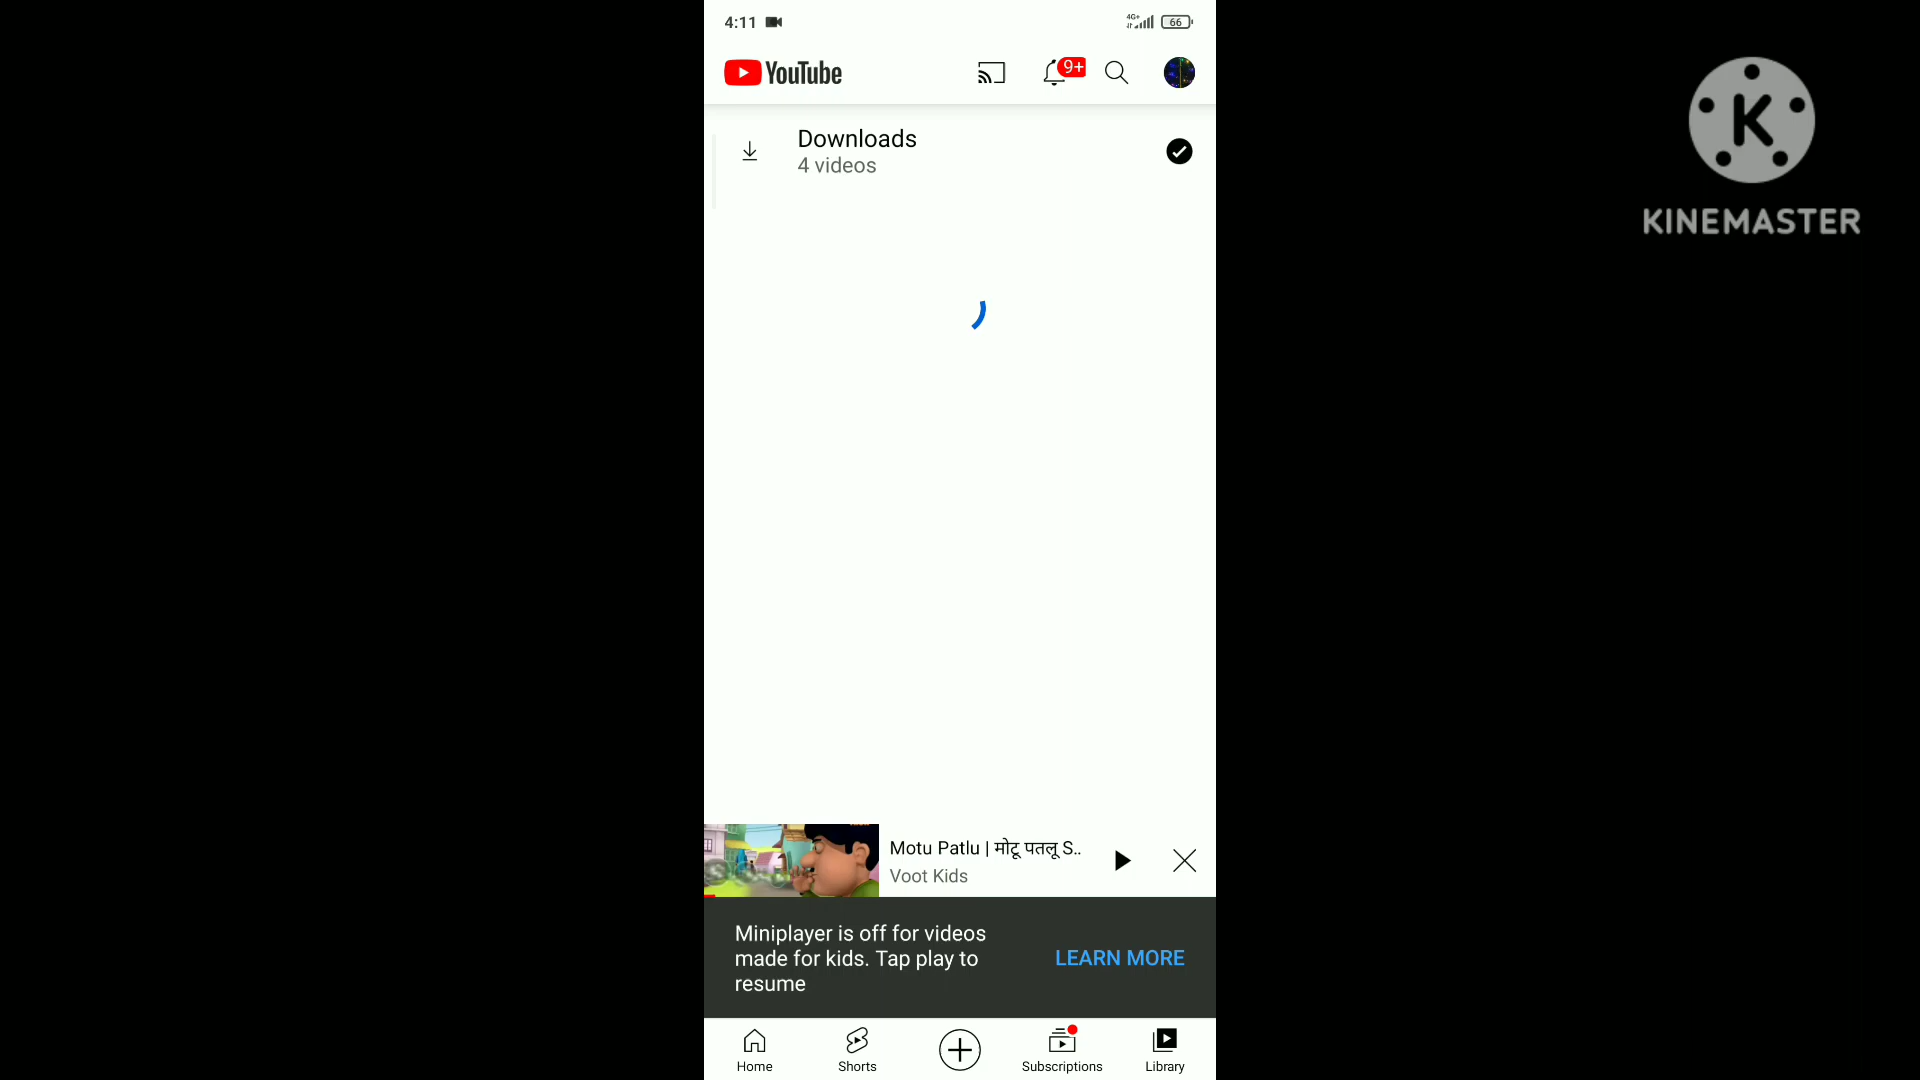 4:11
4G+
66
YouTube
9+
Downloads
4 videos
K
KINEMASTER
Motu Patlu | मोटू पतलू S..
Voot Kids
Miniplayer is off for videos
made for kids. Tap play to
resume
LEARN MORE
Home
Shorts
Subscriptions
Library